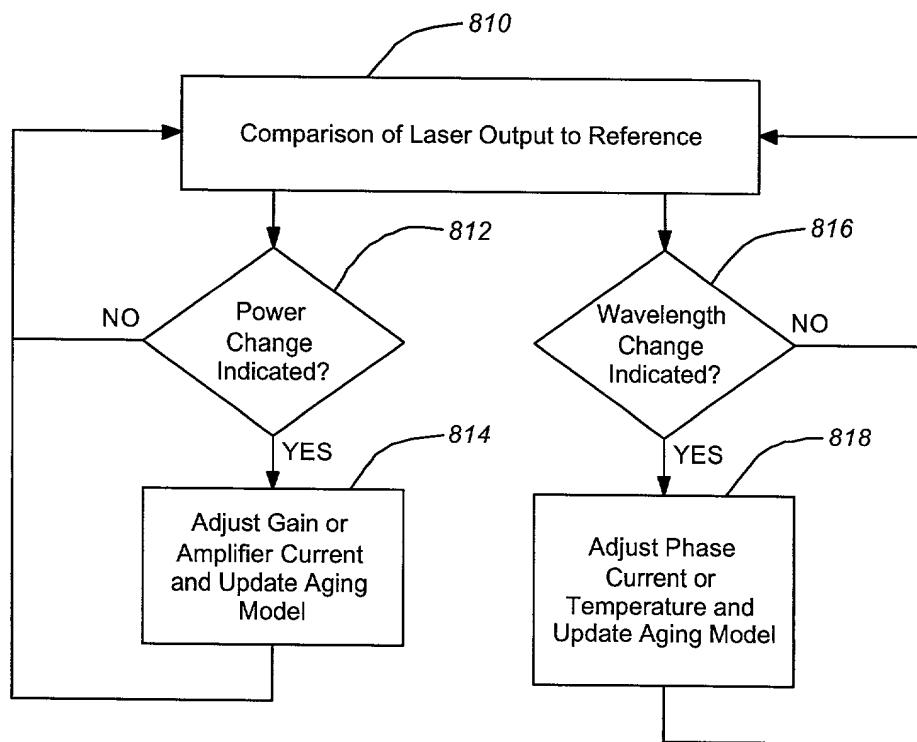 810
Comparison of Laser Output to Reference
812
816
Power
Change
Indicated?
NO
Wavelength
Change
Indicated?
NO
YES
814
YES
818
Adjust Gain or
Amplifier Current
and Update Aging
Model
Adjust Phase
Current or
Temperature and
Update Aging Model